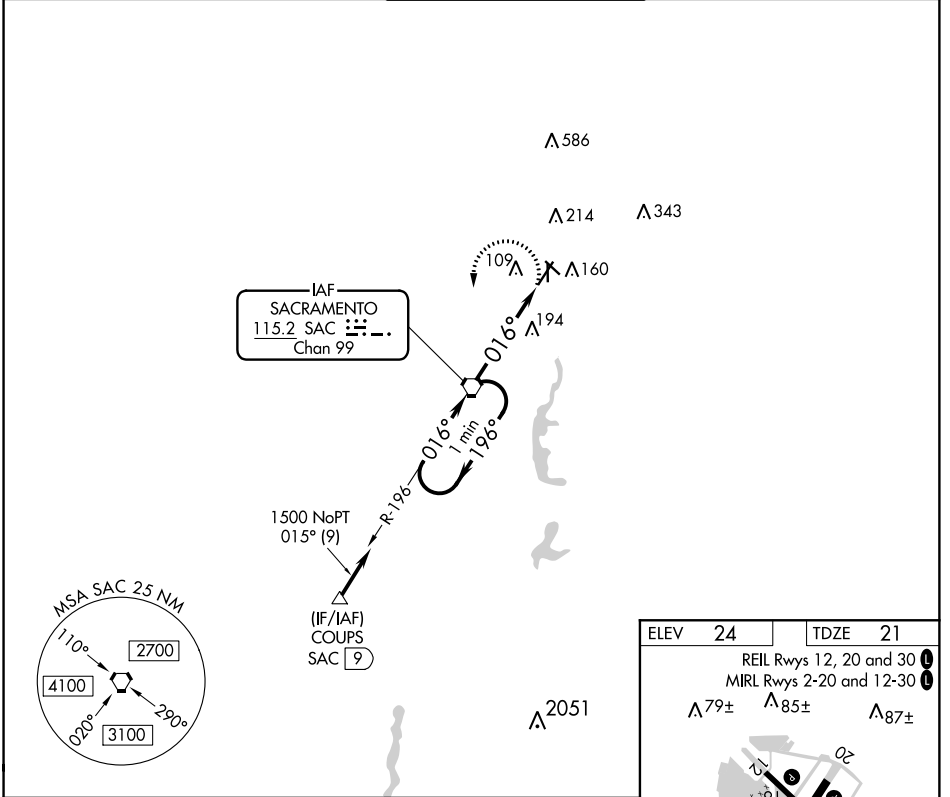 586
214
343
109
160
194
IAF
SACRAMENTO
115.2 SAC
Chan 99
016°
016°
1 min
196°
R-196
1500 NoPT
015° (9)
(IF/IAF)
COUPS
SAC 9
MSA SAC 25 NM
110°
2700
4100
020°
3100
290°
2051
ELEV 24
TDZE 21
REIL Rwys 12, 20 and 30 L
MIRL Rwys 2-20 and 12-30 L
79±
85±
87±
12
20
P